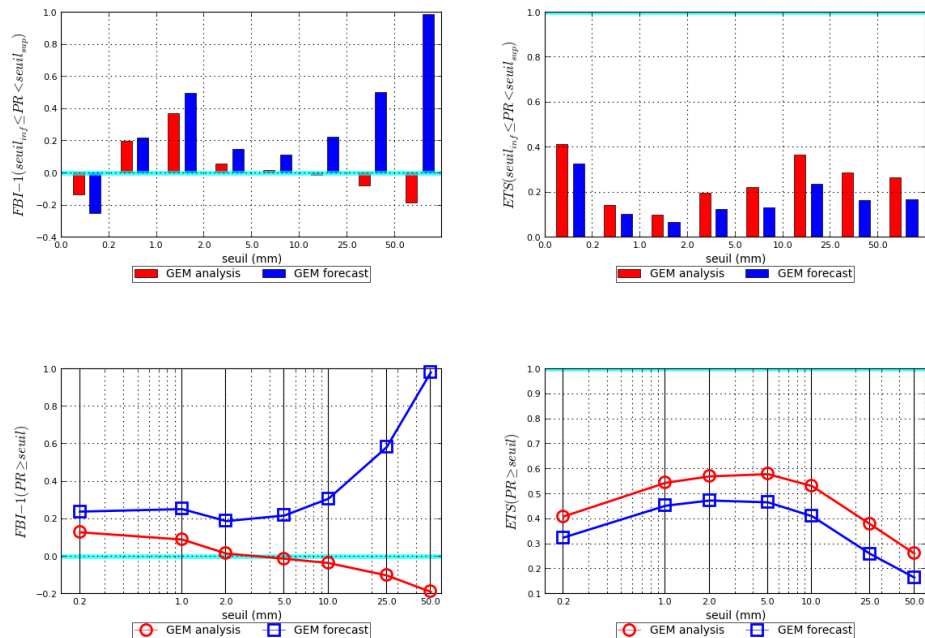 FBI−1(seuil_inf ≤ PR < seuil_sup)
1.0
0.8
0.6
0.4
0.2
0.0
−0.2
−0.4
0.0 0.2 1.0 2.0 5.0 10.0 25.0 50.0
seuil (mm)
GEM analysis GEM forecast
ETS(seuil_inf ≤ PR < seuil_sup)
1.0
0.8
0.6
0.4
0.2
0.0
0.0 0.2 1.0 2.0 5.0 10.0 25.0 50.0
seuil (mm)
GEM analysis GEM forecast
FBI−1(PR ≥ seuil)
1.0
0.8
0.6
0.4
0.2
0.0
−0.2
0.2 1.0 2.0 5.0 10.0 25.0 50.0
seuil (mm)
GEM analysis GEM forecast
ETS(PR ≥ seuil)
1.0
0.9
0.8
0.7
0.6
0.5
0.4
0.3
0.2
0.1
0.2 1.0 2.0 5.0 10.0 25.0 50.0
seuil (mm)
GEM analysis GEM forecast